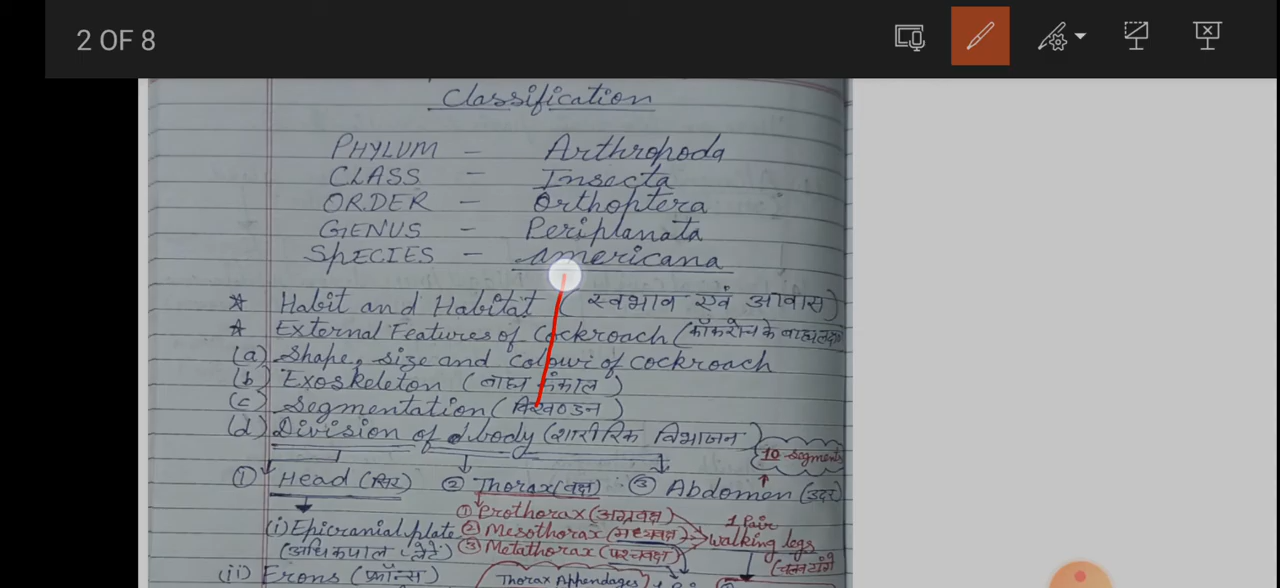 2 OF 8
Classification
PHYLUM - Arthropoda
CLASS - Insecta
ORDER - Orthoptera
GENUS - Periplanata
SPECIES - americana
* Habit and Habitat (स्वभाव एवं आवास)
* External Features of Cockroach (कॉकरोच के बाह्य
(a) Shape, size and colour of cockroach
(b) Exoskeleton (बाह्य कंकाल)
(c) Segmentation (विखण्डन)
(d) Division of body (शारीरिक विभाजन)
10-segments
① Head (सिर) ② Thorax (वक्ष) ③ Abdomen (उदर)
① Prothorax (अग्रवक्ष) 1 Pair
(i) Epicranial plate ② Mesothorax (मध्यवक्ष) walking legs
③ Metathorax (पश्चवक्ष)
(ii) Frons (फ्रॉन्स) Thorax Appendages